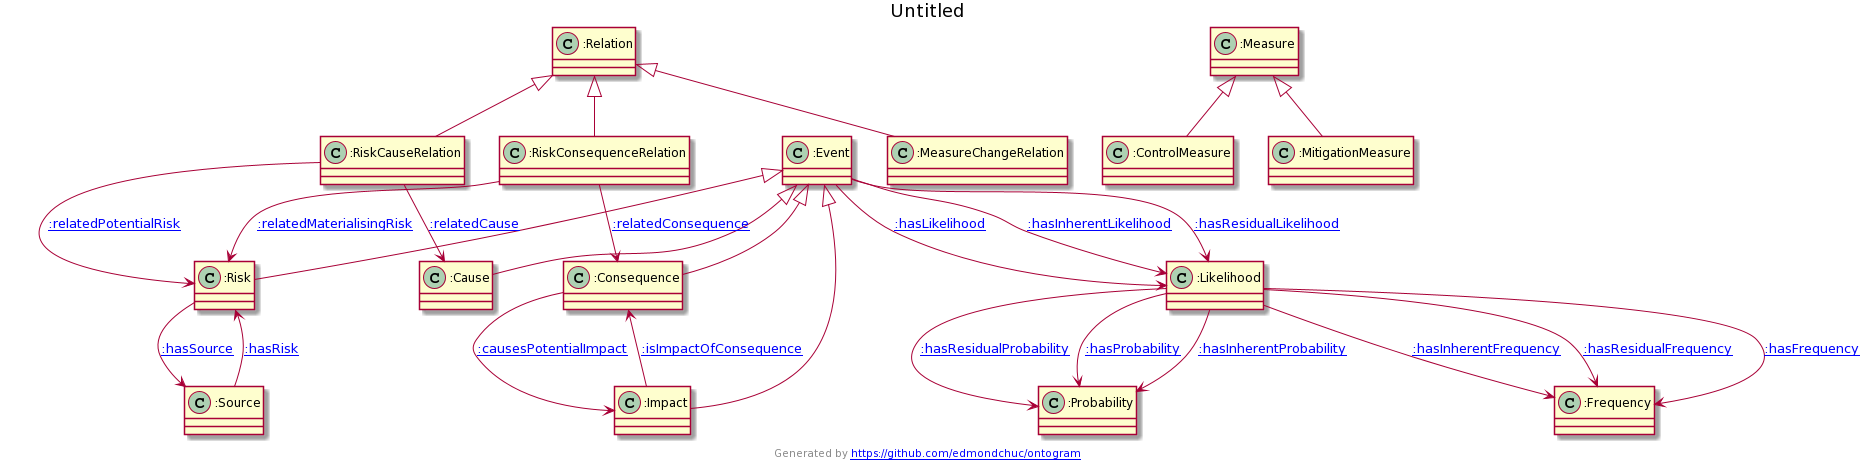 Untitled
C :Relation
C :Measure
C :RiskCauseRelation
C :RiskConsequenceRelation
C :Event
C :MeasureChangeRelation
C :ControlMeasure
C :MitigationMeasure
:relatedPotentialRisk
:relatedMaterialisingRisk
:relatedCause
:relatedConsequence
:hasLikelihood
:hasInherentLikelihood
:hasResidualLikelihood
C :Risk
C :Cause
C :Consequence
C :Likelihood
:hasSource
:hasRisk
:causesPotentialImpact
:isImpactOfConsequence
:hasResidualProbability
:hasProbability
:hasInherentProbability
:hasInherentFrequency
:hasResidualFrequency
:hasFrequency
C :Source
C :Impact
C :Probability
C :Frequency
Generated by https://github.com/edmondchuc/ontogram